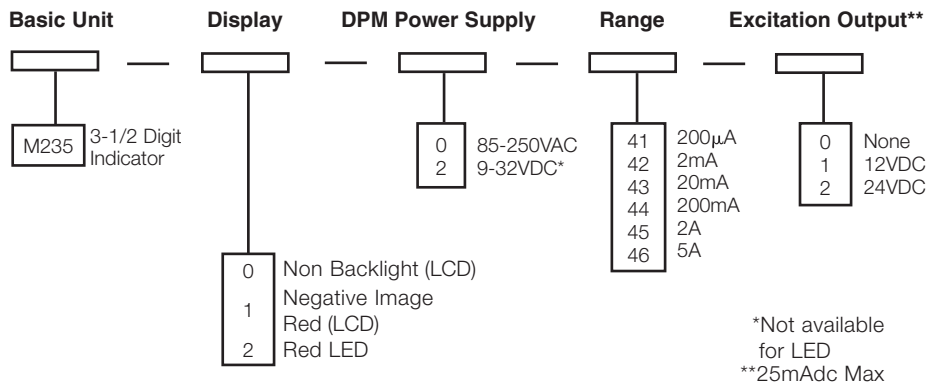 Basic Unit Display DPM Power Supply Range Excitation Output**
M235 3-1/2 Digit Indicator
0 85-250VAC
2 9-32VDC*
41 200µA
42 2mA
43 20mA
44 200mA
45 2A
46 5A
0 None
1 12VDC
2 24VDC
0 Non Backlight (LCD)
1 Negative Image
Red (LCD)
2 Red LED
*Not available
for LED
**25mAdc Max